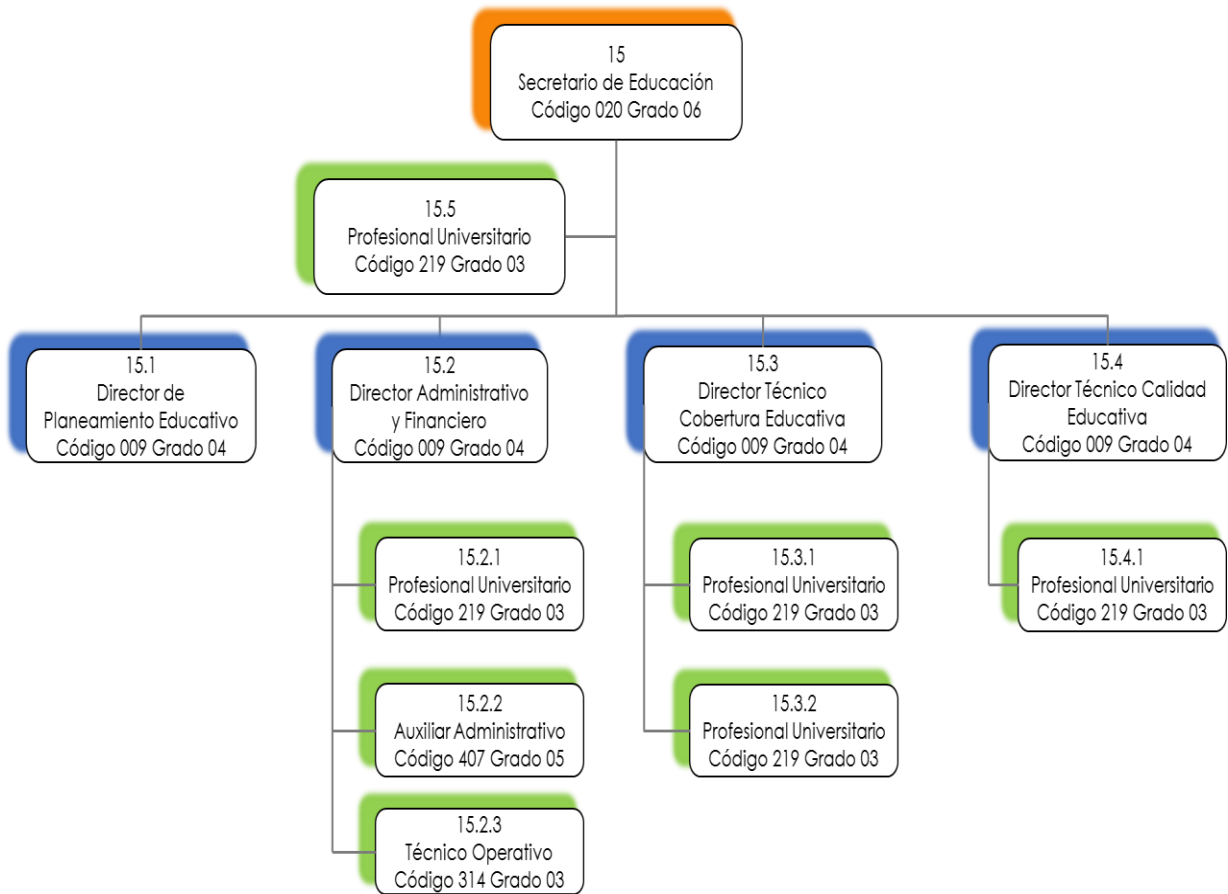 15
Secretario de Educación
Código 020 Grado 06
15.5
Profesional Universitario
Código 219 Grado 03
15.1
Director de
Planeamiento Educativo
Código 009 Grado 04
15.2
Director Administrativo
y Financiero
Código 009 Grado 04
15.3
Director Técnico
Cobertura Educativa
Código 009 Grado 04
15.4
Director Técnico Calidad
Educativa
Código 009 Grado 04
15.2.1
Profesional Universitario
Código 219 Grado 03
15.3.1
Profesional Universitario
Código 219 Grado 03
15.4.1
Profesional Universitario
Código 219 Grado 03
15.2.2
Auxiliar Administrativo
Código 407 Grado 05
15.3.2
Profesional Universitario
Código 219 Grado 03
15.2.3
Técnico Operativo
Código 314 Grado 03